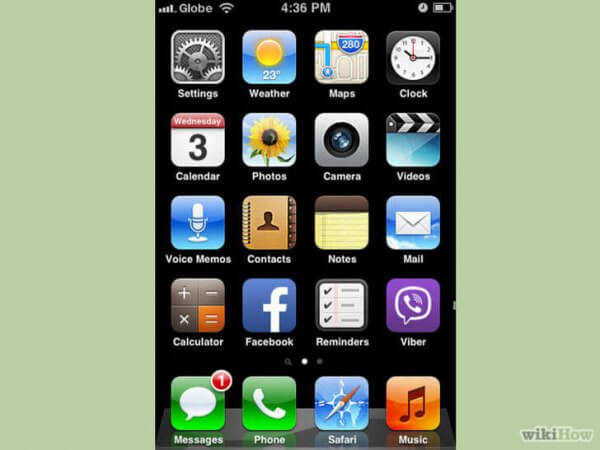 Globe 4:36 PM
280
23°
Settings Weather Maps Clock
Wednesday
3
Calendar Photos Camera Videos
Voice Memos Contacts Notes Mail
f
Calculator Facebook Reminders Viber
1
Messages Phone Safari Music
wikiHow